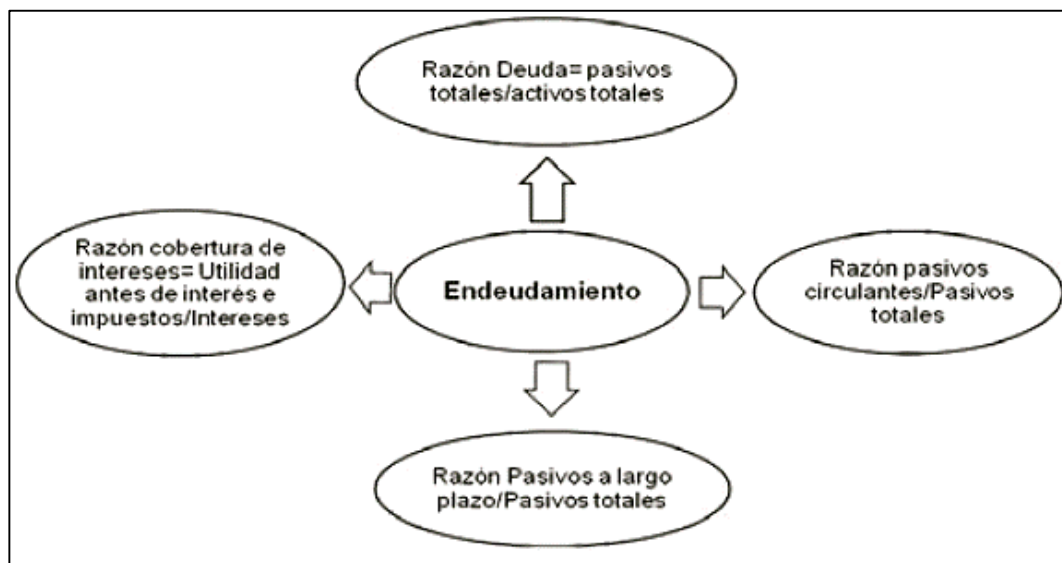 Razón Deuda= pasivos
totales/activos totales
Razón cobertura de
intereses= Utilidad
antes de interés e
impuestos/Intereses
Endeudamiento
Razón pasivos
circulantes/Pasivos
totales
Razón Pasivos a largo
plazo/Pasivos totales